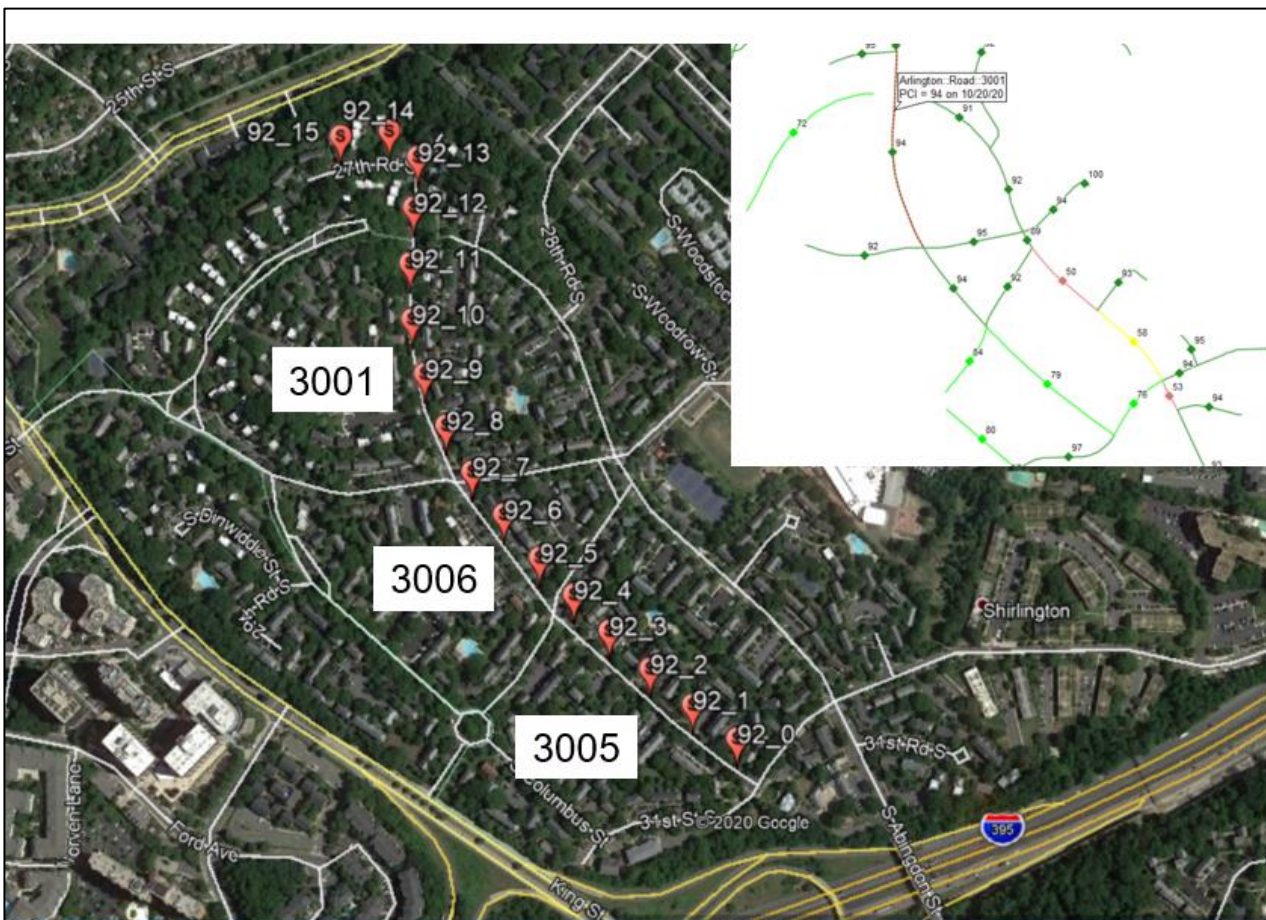 25th St S
92_15
92_14
27th Rd S
92_13
92_12
92_11
92_10
92_9
92_8
92_7
92_6
92_5
92_4
92_3
92_2
92_1
92_0
3001
3006
3005
28th Rd S
S Woodrow St
S Dinwiddie St
Shirlington
31st Rd S
31st St S
© 2020 Google
Columbus St
Ford Ave
King St
S Abingdon St
395
Arlington::Road::3001
PCI = 94 on 10/20/20
72
94
91
92
100
94
89
95
92
92
50
93
94
58
84
79
95
94
53
76
94
80
97